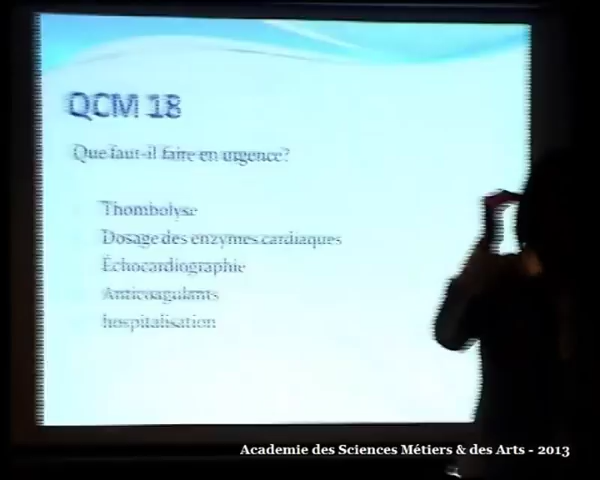 QCM 18
Que faut-il faire en urgence?
Thombolyse
Dosage des enzymes cardiaques
Échocardiographie
Anticoagulants
hospitalisation
Academie des Sciences Métiers & des Arts - 2013